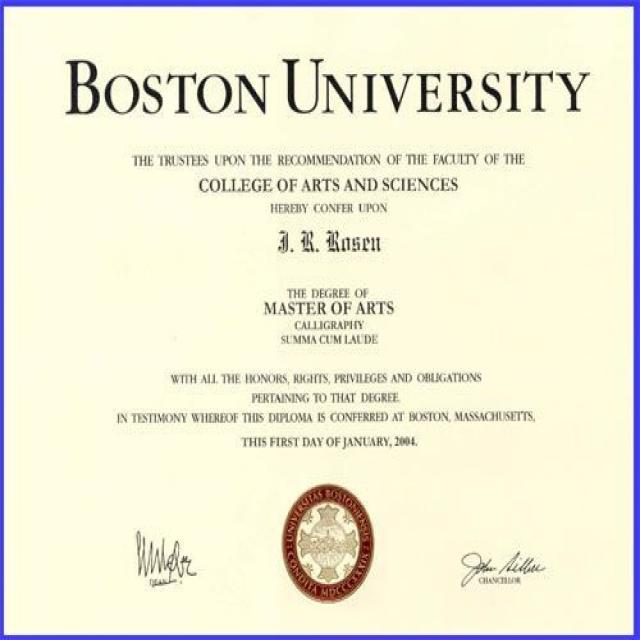 BOSTON UNIVERSITY
THE TRUSTEES UPON THE RECOMMENDATION OF THE FACULTY OF THE
COLLEGE OF ARTS AND SCIENCES
HEREBY CONFER UPON
J. R. Rosen
THE DEGREE OF
MASTER OF ARTS
CALLIGRAPHY
SUMMA CUM LAUDE
WITH ALL THE HONORS, RIGHTS, PRIVILEGES AND OBLIGATIONS
PERTAINING TO THAT DEGREE.
IN TESTIMONY WHEREOF THIS DIPLOMA IS CONFERRED AT BOSTON, MASSACHUSETTS,
THIS FIRST DAY OF JANUARY, 2004.
UNIVERSITAS BOSTONIENSIS
CONDITA MDCCCXXXIX
DEAN
John
CHANCELLOR